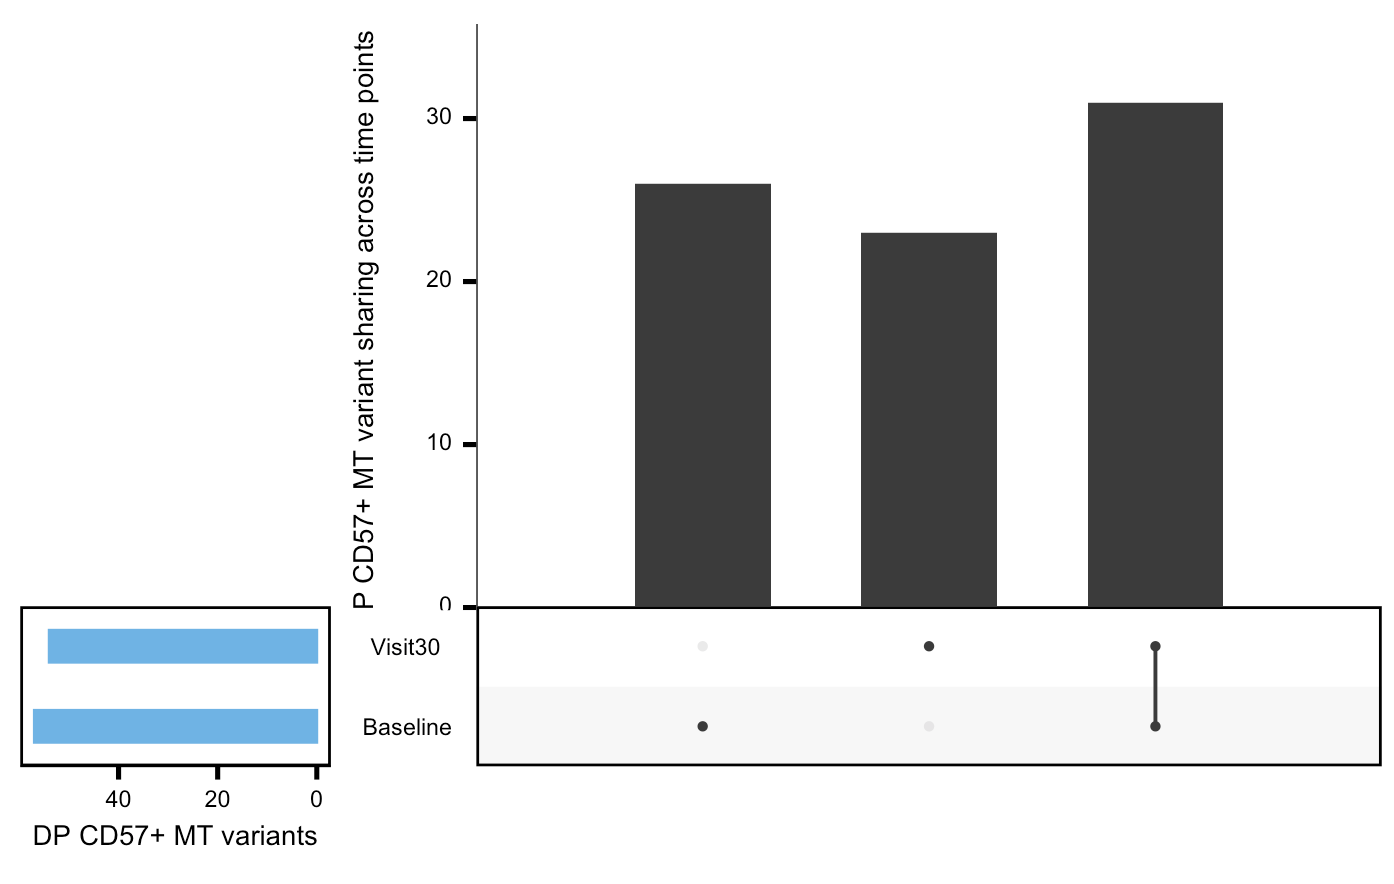 P CD57+ MT variant sharing across time points
30
20
10
0
Visit30
Baseline
40 20 0
DP CD57+ MT variants